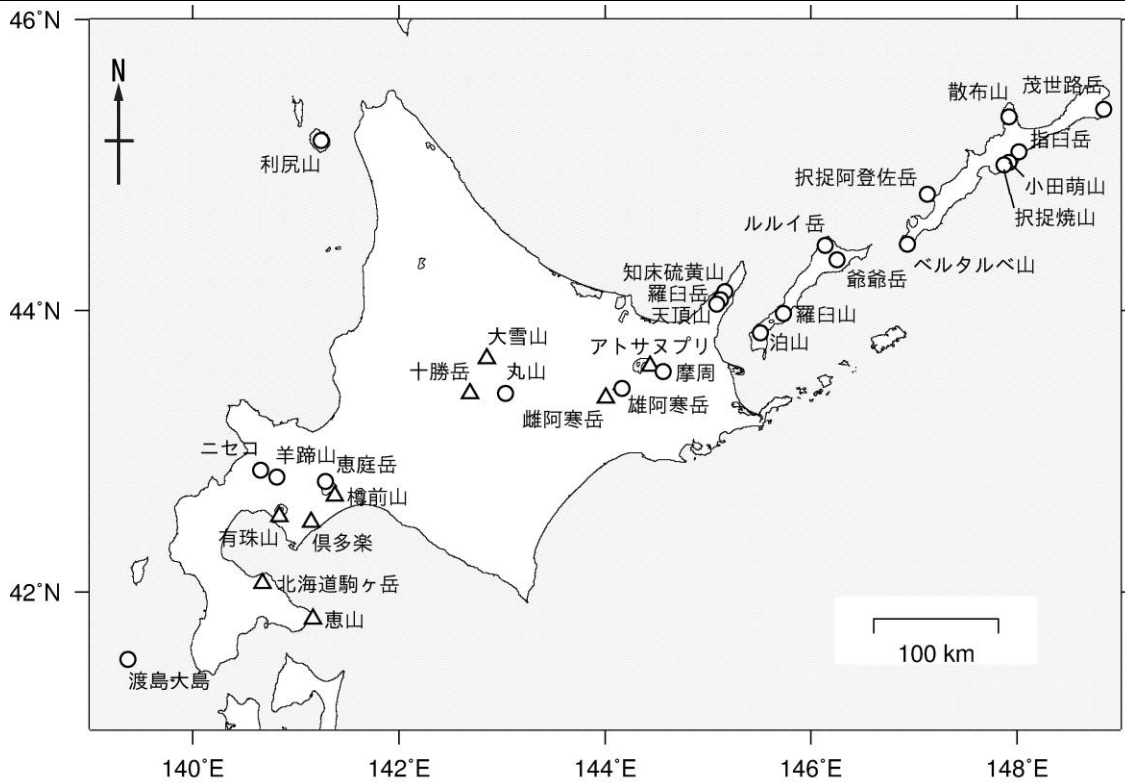 46°N
N
散布山
茂世路岳
利尻山
指臼岳
択捉阿登佐岳
小田萌山
択捉焼山
ルルイ岳
ベルタルベ山
知床硫黄山
爺爺岳
羅臼岳
44°N
天頂山
羅臼山
泊山
大雪山
アトサヌプリ
十勝岳
丸山
摩周
雌阿寒岳
雄阿寒岳
ニセコ
羊蹄山
恵庭岳
樽前山
有珠山
倶多楽
42°N
北海道駒ヶ岳
恵山
100 km
渡島大島
140°E
142°E
144°E
146°E
148°E